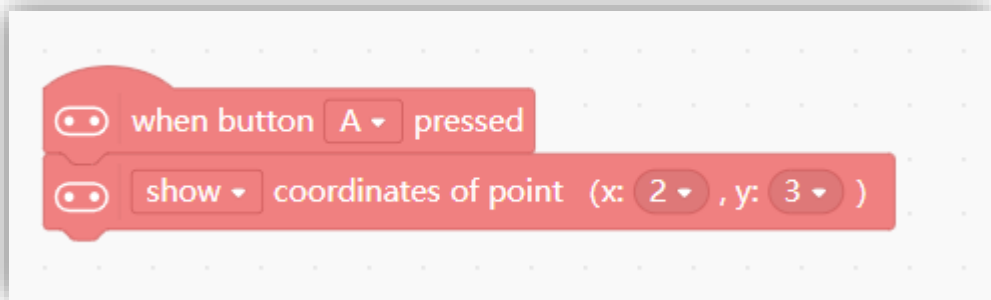 when button A pressed
show coordinates of point (x: 2 , y: 3 )